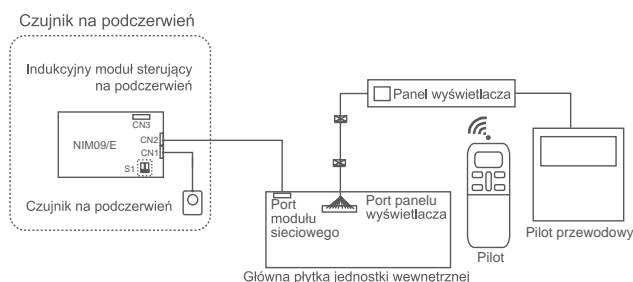 Czujnik na podczerwień
Indukcyjny moduł sterujący
na podczerwień
CN3
NIM09/E
CN2
CN1
S1
Czujnik na podczerwień
Panel wyświetlacza
Port
modułu
sieciowego
Port panelu
wyświetlacza
Pilot
Pilot przewodowy
Główna płytka jednostki wewnetrznej